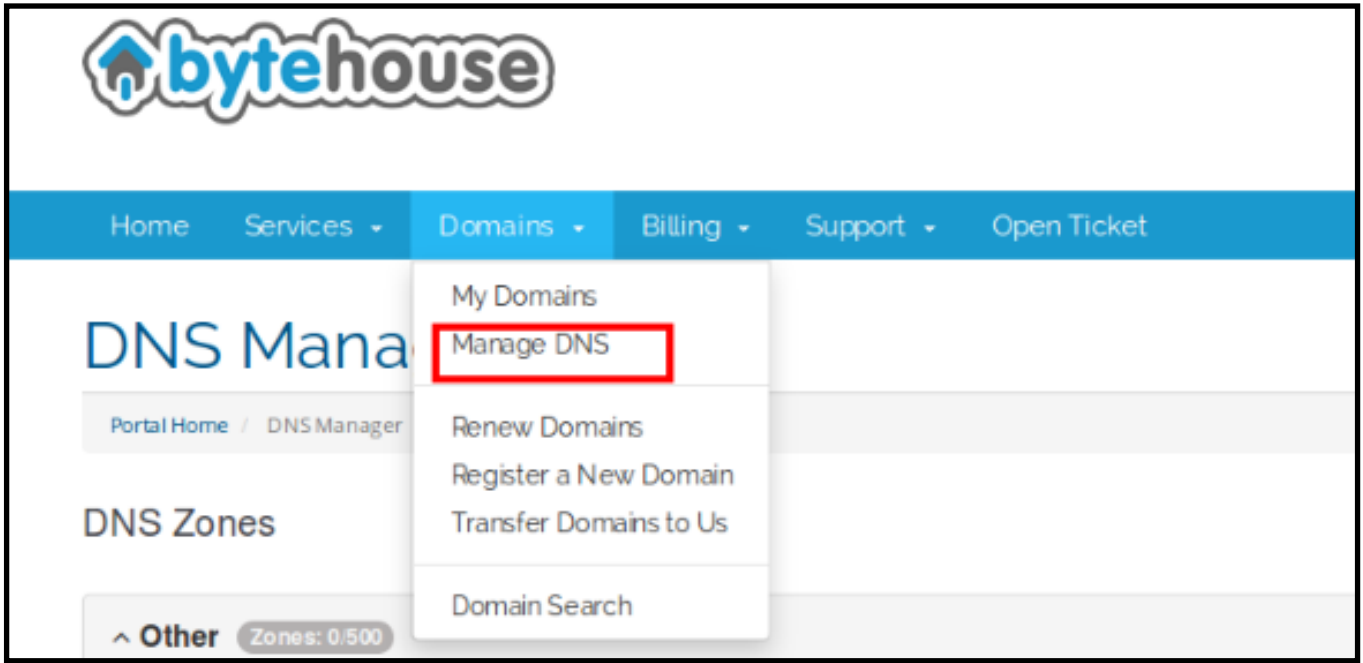 bytehouse
Home Services Domains Billing Support Open Ticket
My Domains
Manage DNS
Renew Domains
Register a New Domain
Transfer Domains to Us
Domain Search
DNS Mana
Portal Home / DNS Manager
DNS Zones
Other Zones: 0/500